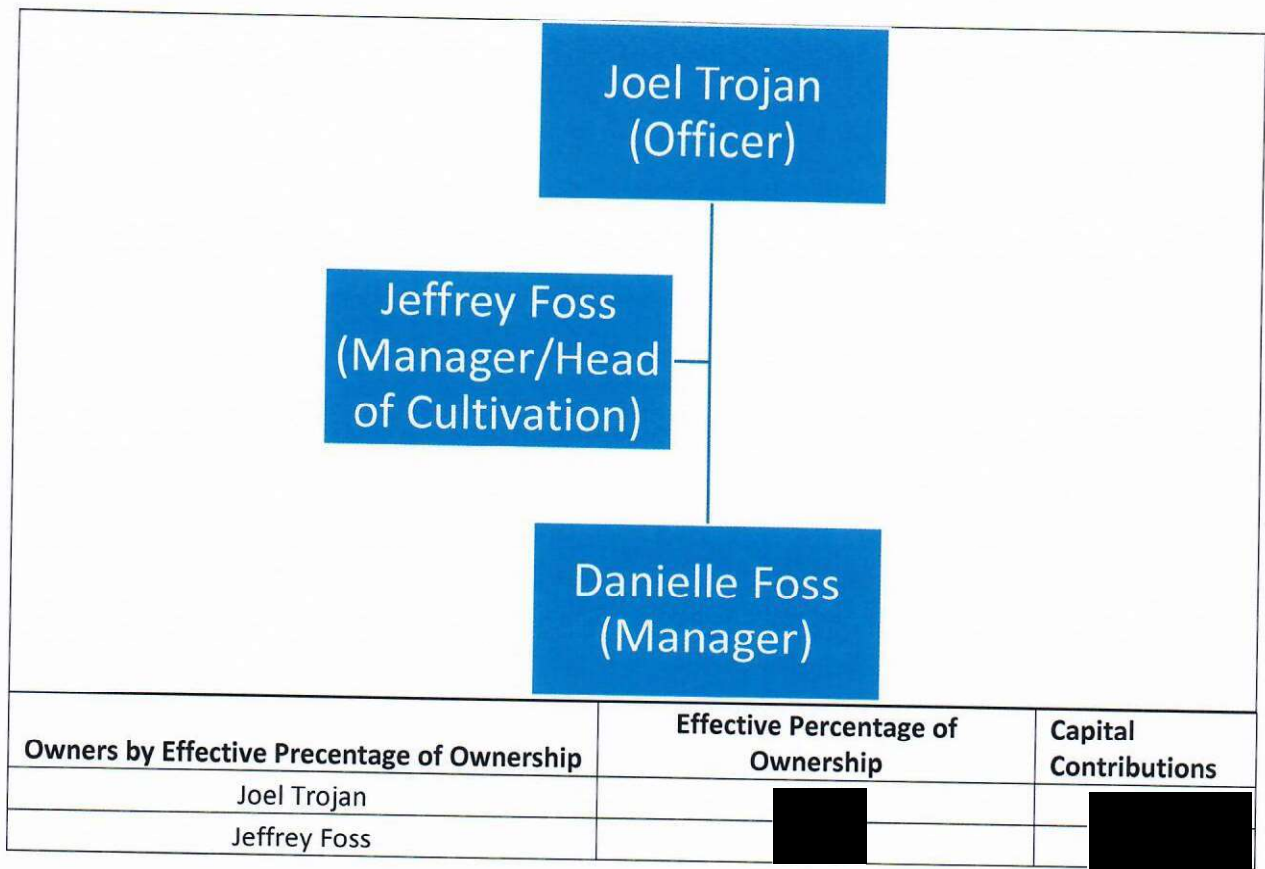 Joel Trojan
(Officer)
Jeffrey Foss
(Manager/Head
of Cultivation)
Danielle Foss
(Manager)
Owners by Effective Precentage of Ownership
Effective Percentage of
Ownership
Capital
Contributions
Joel Trojan
Jeffrey Foss